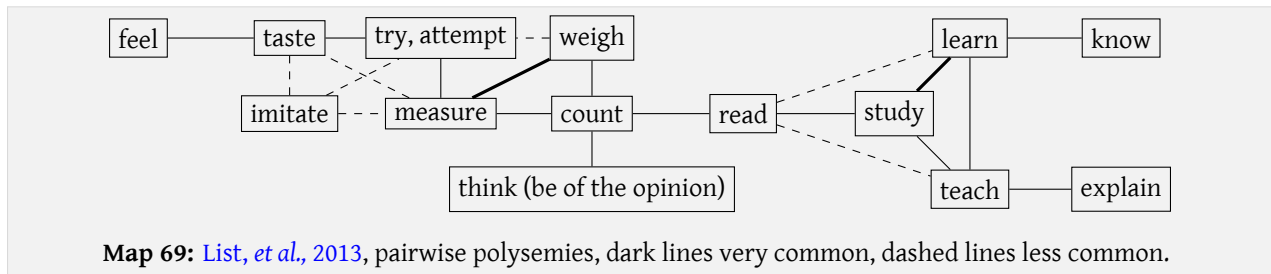 feel taste try, attempt weigh learn know
imitate measure count read study
think (be of the opinion) teach explain
Map 69: List, et al., 2013, pairwise polysemies, dark lines very common, dashed lines less common.